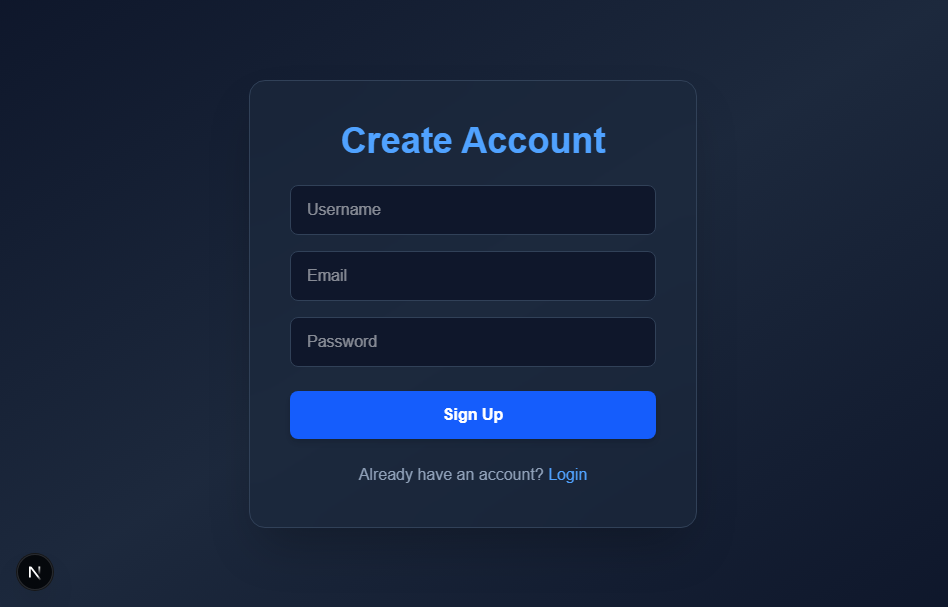 Create Account
Username
Email
Password
Sign Up
Already have an account? Login
N